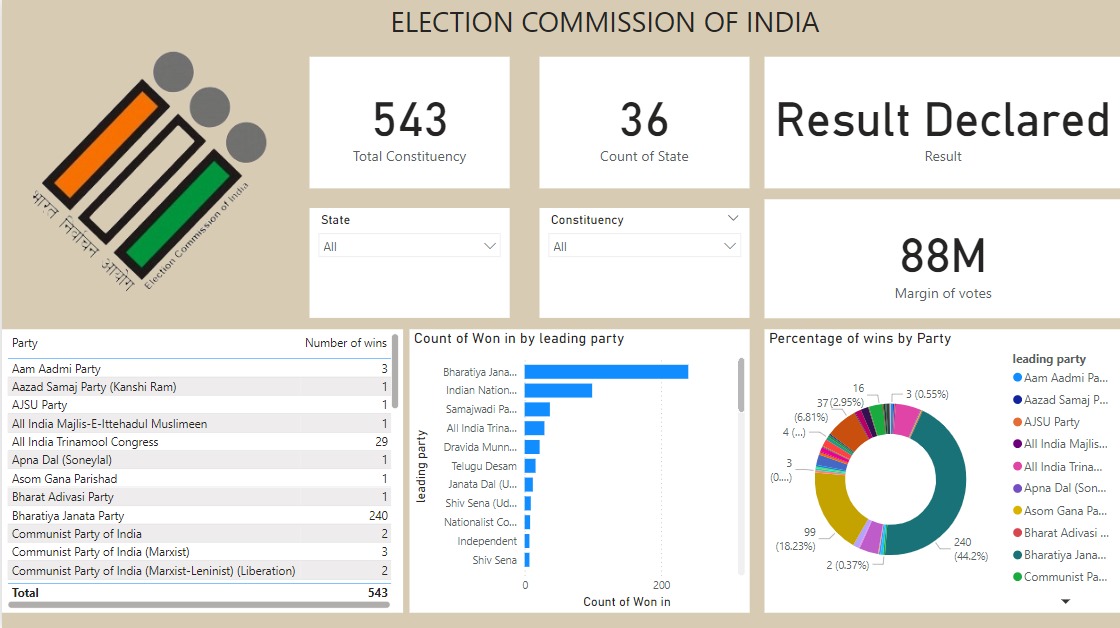 ELECTION COMMISSION OF INDIA
भारत निर्वाचन आयोग
Election Commission of India
543
Total Constituency
36
Count of State
Result Declared
Result
State
All
Constituency
All
88M
Margin of votes
Party Number of wins
Aam Aadmi Party 3
Aazad Samaj Party (Kanshi Ram) 1
AJSU Party 1
All India Majlis-E-Ittehadul Muslimeen 1
All India Trinamool Congress 29
Apna Dal (Soneylal) 1
Asom Gana Parishad 1
Bharat Adivasi Party 1
Bharatiya Janata Party 240
Communist Party of India 2
Communist Party of India (Marxist) 3
Communist Party of India (Marxist-Leninist) (Liberation) 2
Total 543
Count of Won in by leading party
leading party
Bharatiya Jana...
Indian Nation...
Samajwadi Pa...
All India Trina...
Dravida Munn...
Telugu Desam
Janata Dal (U...
Shiv Sena (Ud...
Nationalist Co...
Independent
Shiv Sena
0 200
Count of Won in
Percentage of wins by Party
16
(2.95%)
3 (0.55%)
37
(6.81%)
4 (...)
3
(0....)
99
(18.23%)
2 (0.37%)
240
(44.2%)
leading party
Aam Aadmi Pa...
Aazad Samaj P...
AJSU Party
All India Majlis...
All India Trina...
Apna Dal (Son...
Asom Gana Pa...
Bharat Adivasi ...
Bharatiya Jana...
Communist Pa...